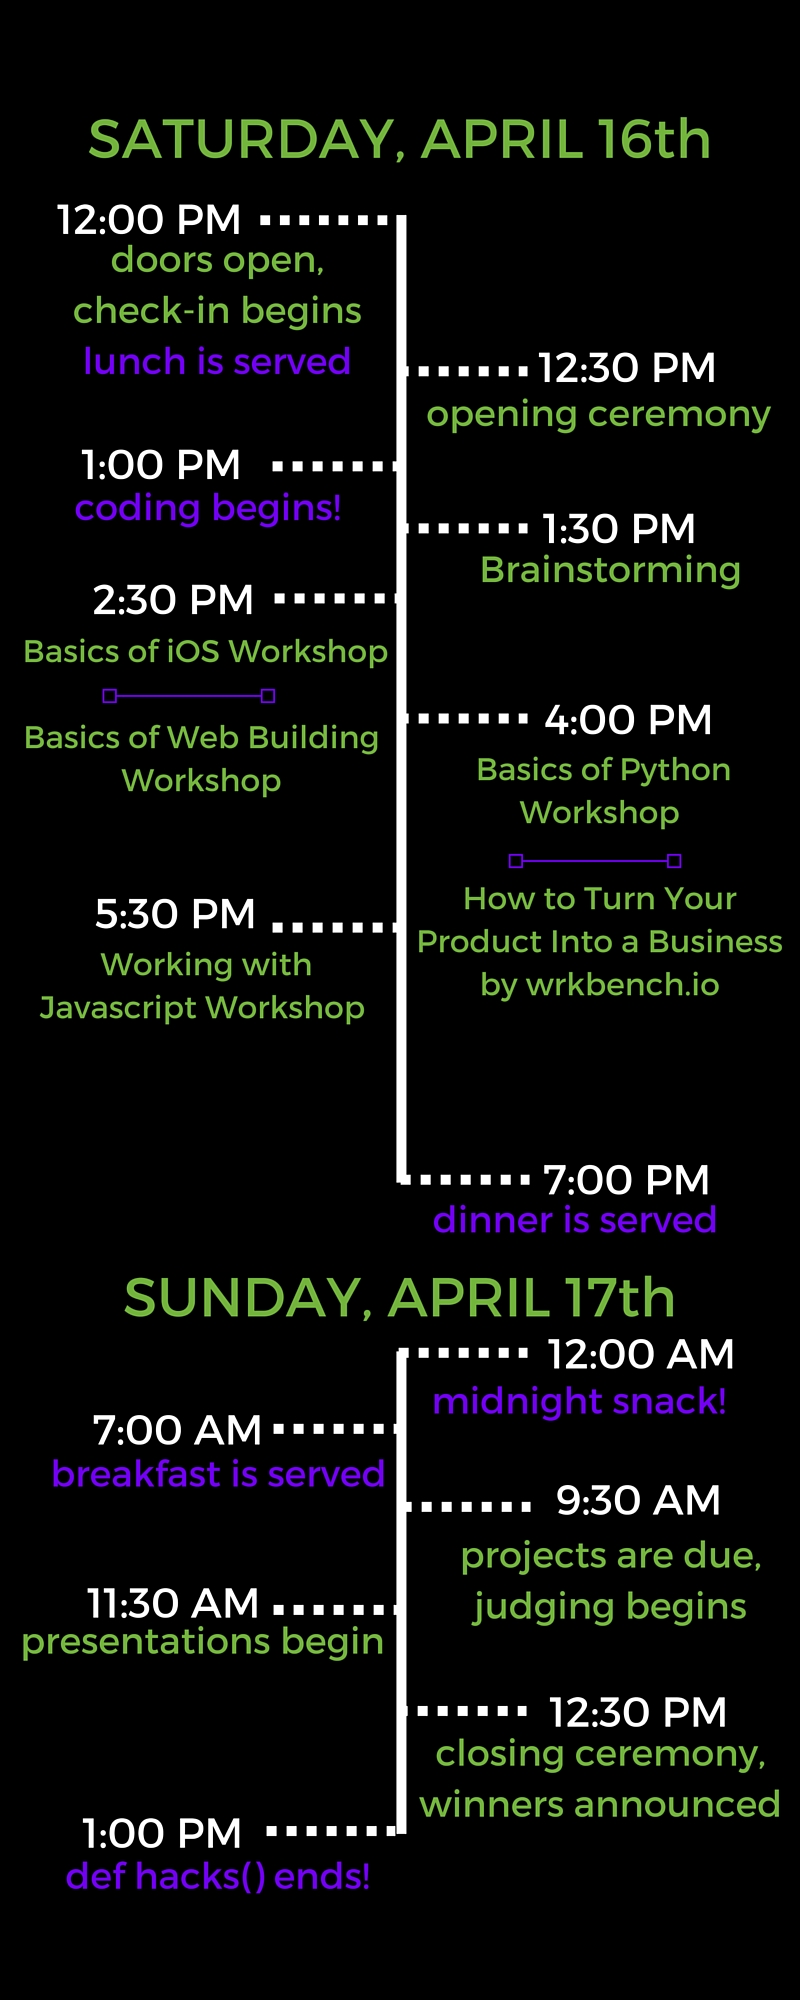 SATURDAY, APRIL 16th
12:00 PM
doors open,
check-in begins
lunch is served
12:30 PM
opening ceremony
1:00 PM
coding begins!
1:30 PM
Brainstorming
2:30 PM
Basics of iOS Workshop
Basics of Web Building
Workshop
4:00 PM
Basics of Python
Workshop
How to Turn Your
Product Into a Business
by wrkbench.io
5:30 PM
Working with
Javascript Workshop
7:00 PM
dinner is served
SUNDAY, APRIL 17th
12:00 AM
midnight snack!
7:00 AM
breakfast is served
9:30 AM
projects are due,
judging begins
11:30 AM
presentations begin
12:30 PM
closing ceremony,
winners announced
1:00 PM
def hacks() ends!